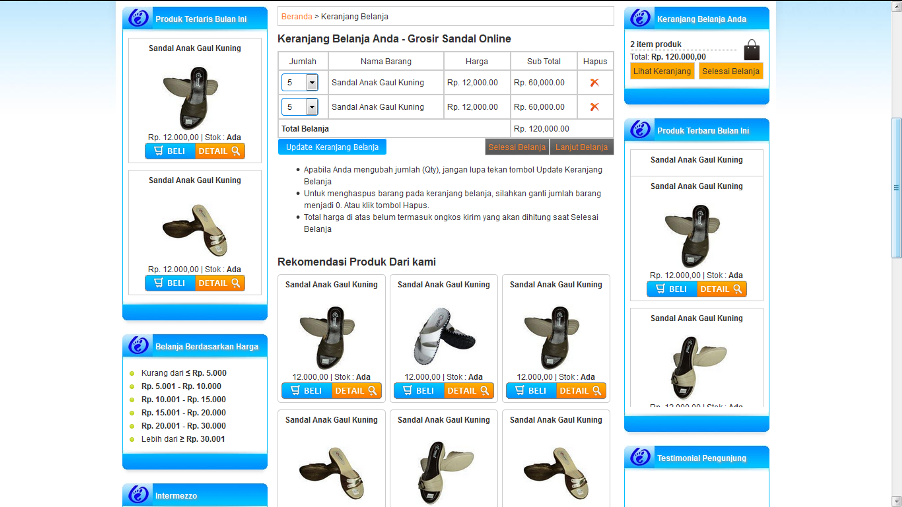 Produk Terlaris Bulan Ini
Sandal Anak Gaul Kuning
Rp. 12.000,00 | Stok : Ada
BELI DETAIL
Sandal Anak Gaul Kuning
Rp. 12.000,00 | Stok : Ada
BELI DETAIL
Belanja Berdasarkan Harga
Kurang dari ≤ Rp. 5.000
Rp. 5.001 - Rp. 10.000
Rp. 10.001 - Rp. 15.000
Rp. 15.001 - Rp. 20.000
Rp. 20.001 - Rp. 30.000
Lebih dari ≥ Rp. 30.001
Intermezzo
Beranda > Keranjang Belanja
Keranjang Belanja Anda - Grosir Sandal Online
Jumlah Nama Barang Harga Sub Total Hapus
5 Sandal Anak Gaul Kuning Rp. 12,000.00 Rp. 60,000.00
5 Sandal Anak Gaul Kuning Rp. 12,000.00 Rp. 60,000.00
Total Belanja Rp. 120,000.00
Update Keranjang Belanja Selesai Belanja Lanjut Belanja
Apabila Anda mengubah jumlah (Qty), jangan lupa tekan tombol Update Keranjang
Belanja
Untuk menghaspus barang pada keranjang belanja, silahkan ganti jumlah barang
menjadi 0. Atau klik tombol Hapus.
Total harga di atas belum termasuk ongkos kirim yang akan dihitung saat Selesai
Belanja
Rekomendasi Produk Dari kami
Sandal Anak Gaul Kuning Sandal Anak Gaul Kuning Sandal Anak Gaul Kuning
12.000,00 | Stok : Ada 12.000,00 | Stok : Ada 12.000,00 | Stok : Ada
BELI DETAIL BELI DETAIL BELI DETAIL
Sandal Anak Gaul Kuning Sandal Anak Gaul Kuning Sandal Anak Gaul Kuning
Keranjang Belanja Anda
2 item produk
Total: Rp. 120.000,00
Lihat Keranjang Selesai Belanja
Produk Terbaru Bulan Ini
Sandal Anak Gaul Kuning
Sandal Anak Gaul Kuning
Rp. 12.000,00 | Stok : Ada
BELI DETAIL
Sandal Anak Gaul Kuning
Rp. 12.000,00 | Stok : Ada
Testimonial Pengunjung